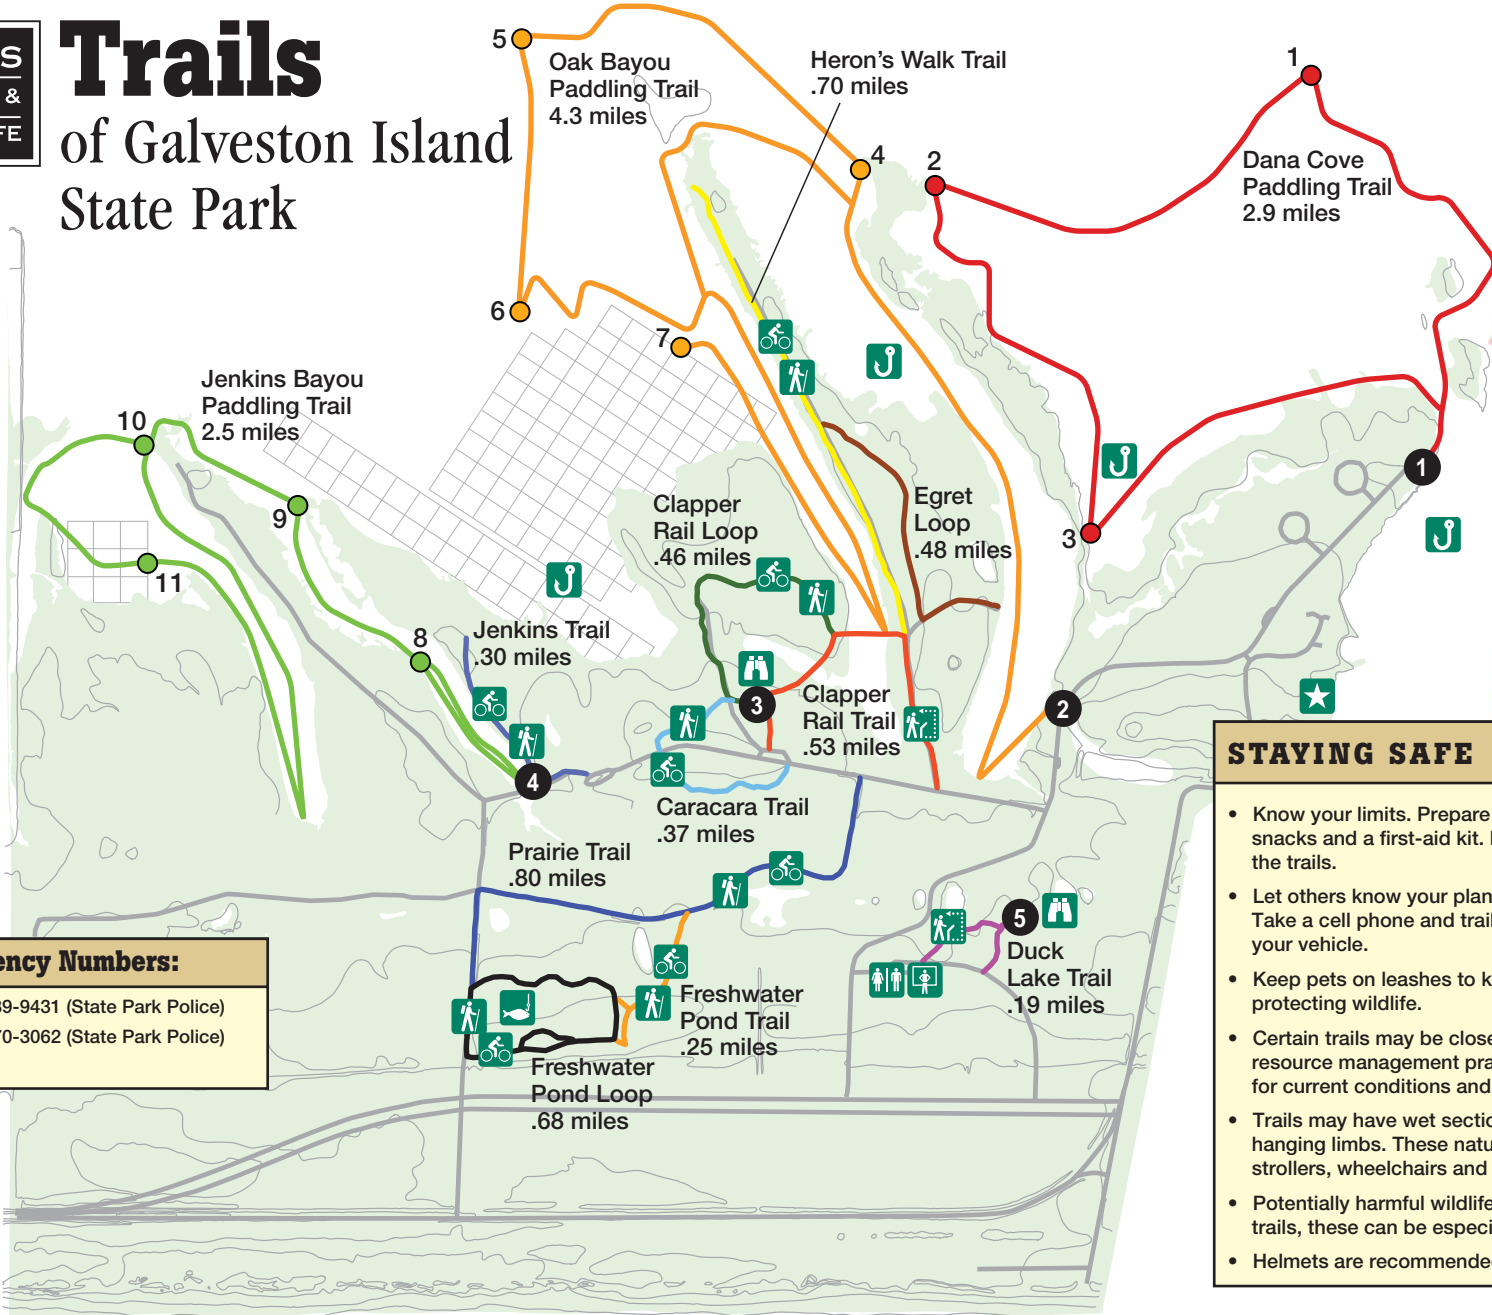 S
&
FE
Trails
of Galveston Island
State Park
5
Oak Bayou
Paddling Trail
4.3 miles
Heron's Walk Trail
.70 miles
1
4
2
Dana Cove
Paddling Trail
2.9 miles
6
7
Jenkins Bayou
Paddling Trail
2.5 miles
10
9
11
8
3
1
Clapper
Rail Loop
.46 miles
Egret
Loop
.48 miles
Jenkins Trail
.30 miles
3
Clapper
Rail Trail
.53 miles
2
4
Caracara Trail
.37 miles
Prairie Trail
.80 miles
5
Duck
Lake Trail
.19 miles
Freshwater
Pond Trail
.25 miles
Freshwater
Pond Loop
.68 miles
ency Numbers:
39-9431 (State Park Police)
70-3062 (State Park Police)
STAYING SAFE
• Know your limits. Prepare
snacks and a first-aid kit.
the trails.
• Let others know your plan
Take a cell phone and trail
your vehicle.
• Keep pets on leashes to k
protecting wildlife.
• Certain trails may be close
resource management pra
for current conditions and
• Trails may have wet sectio
hanging limbs. These natu
strollers, wheelchairs and
• Potentially harmful wildlife
trails, these can be especi
• Helmets are recommende